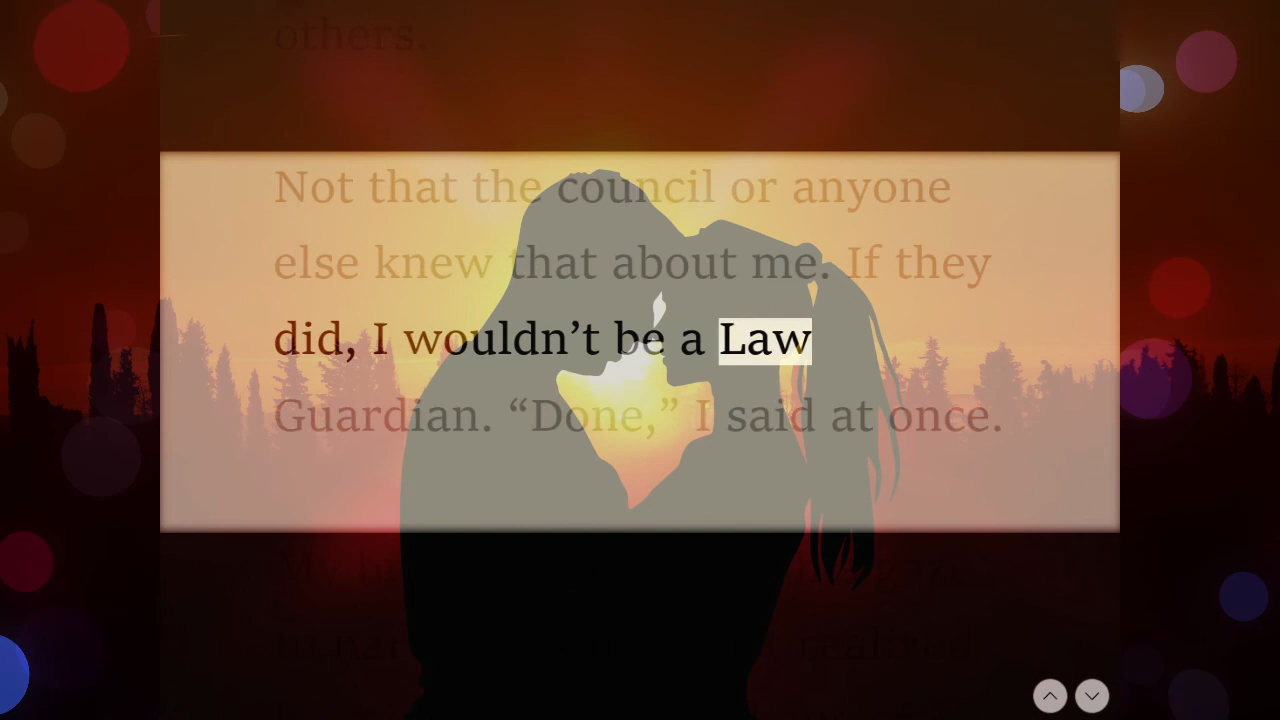 others.
Not that the council or anyone
else knew that about me. If they
did, I wouldn’t be a Law
Guardian. “Done,” I said at once.